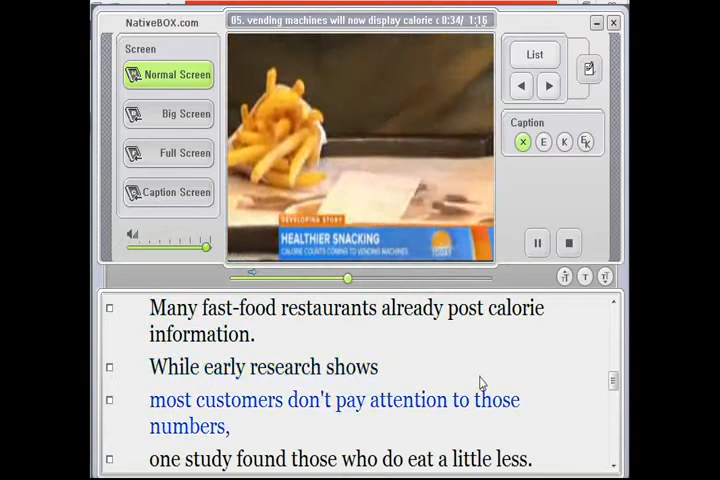 NativeBOX.com
05. vending machines will now display calorie c 0:34/ 1:16
Screen
Normal Screen
Big Screen
Full Screen
Caption Screen
List
Caption
X E K EK
DEVELOPING STORY
HEALTHIER SNACKING
CALORIE COUNTS COMING TO VENDING MACHINES
T T T
Many fast-food restaurants already post calorie
information.
While early research shows
most customers don't pay attention to those
numbers,
one study found those who do eat a little less.